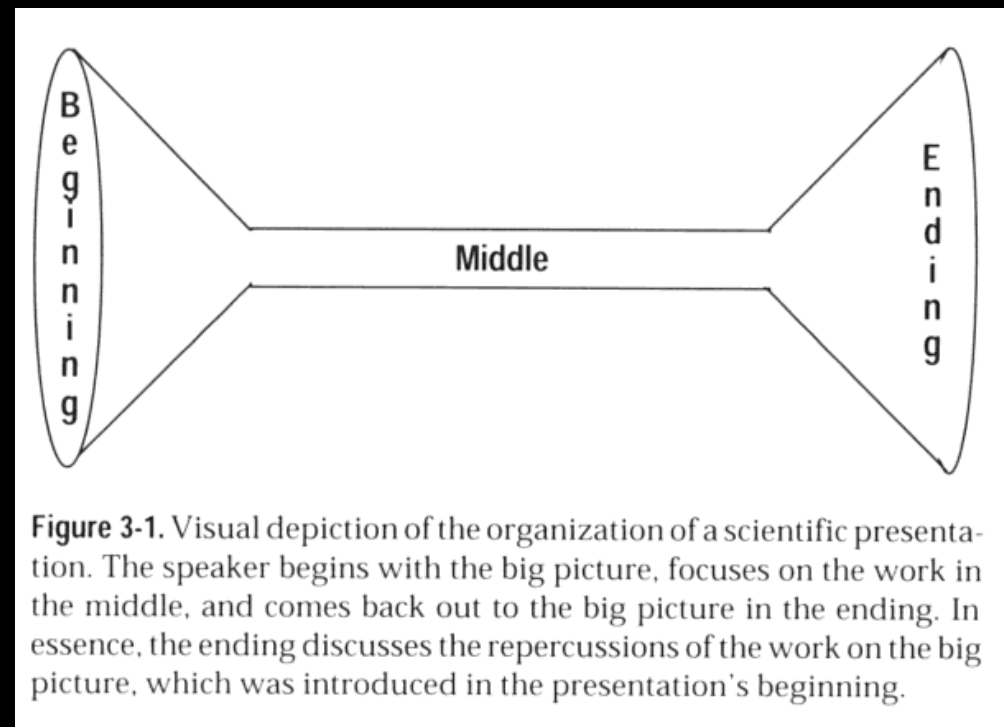 Beginning
Middle
Ending
Figure 3-1. Visual depiction of the organization of a scientific presenta-
tion. The speaker begins with the big picture, focuses on the work in
the middle, and comes back out to the big picture in the ending. In
essence, the ending discusses the repercussions of the work on the big
picture, which was introduced in the presentation's beginning.